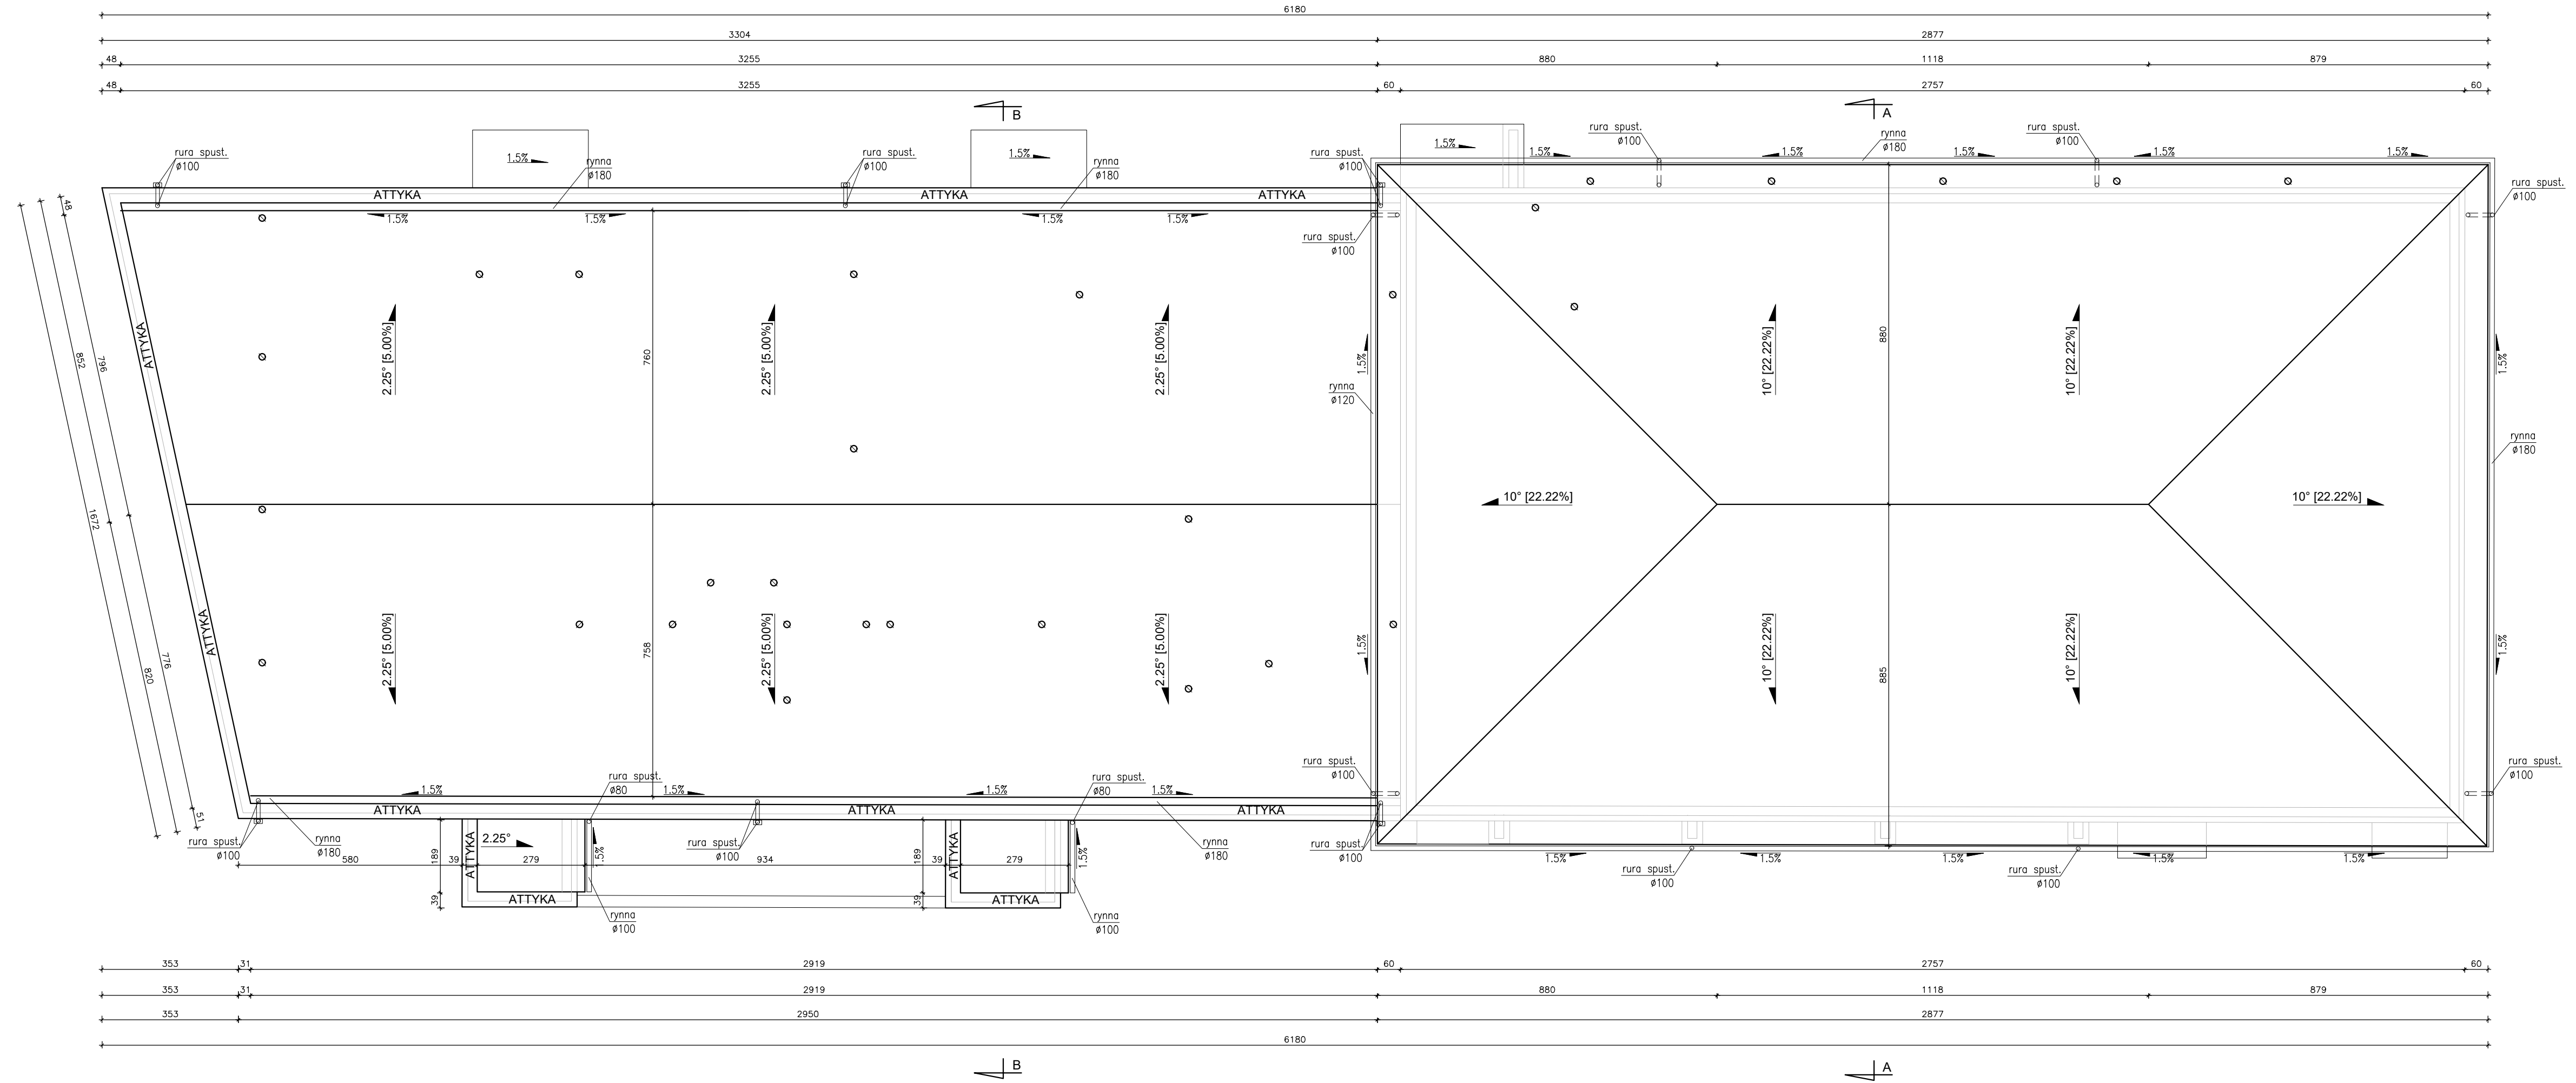 6180
3304
2877
48
3255
880
1118
879
48
3255
60
2757
60
B
A
1.5%
1.5%
1.5%
rura spust.
ø100
rynna
ø180
rura spust.
ø100
rynna
ø180
rura spust.
ø100
1.5%
rura spust.
ø100
1.5%
rynna
ø180
1.5%
rura spust.
ø100
1.5%
1.5%
rura spust.
ø100
ATTYKA
ATTYKA
ATTYKA
1.5%
1.5%
1.5%
1.5%
rura spust.
ø100
48
796
852
1672
776
820
51
ATTYKA
ATTYKA
2.25° [5.00%]
760
2.25° [5.00%]
2.25° [5.00%]
1.5%
rynna
ø120
10° [22.22%]
880
10° [22.22%]
1.5%
rynna
ø180
10° [22.22%]
10° [22.22%]
2.25° [5.00%]
758
2.25° [5.00%]
2.25° [5.00%]
1.5%
10° [22.22%]
885
10° [22.22%]
1.5%
rura spust.
ø100
rura spust.
ø100
1.5%
1.5%
rura spust.
ø80
1.5%
rura spust.
ø80
1.5%
ATTYKA
ATTYKA
ATTYKA
rura spust.
ø100
rynna
ø180
2.25°
rura spust.
ø100
rynna
ø180
rura spust.
ø100
580
189
39
39
279
ATTYKA
ATTYKA
1.5%
934
189
39
39
279
ATTYKA
ATTYKA
1.5%
rynna
ø100
rynna
ø100
1.5%
1.5%
1.5%
1.5%
1.5%
rura spust.
ø100
rura spust.
ø100
353
31
2919
60
2757
60
353
31
2919
880
1118
879
353
2950
2877
6180
B
A